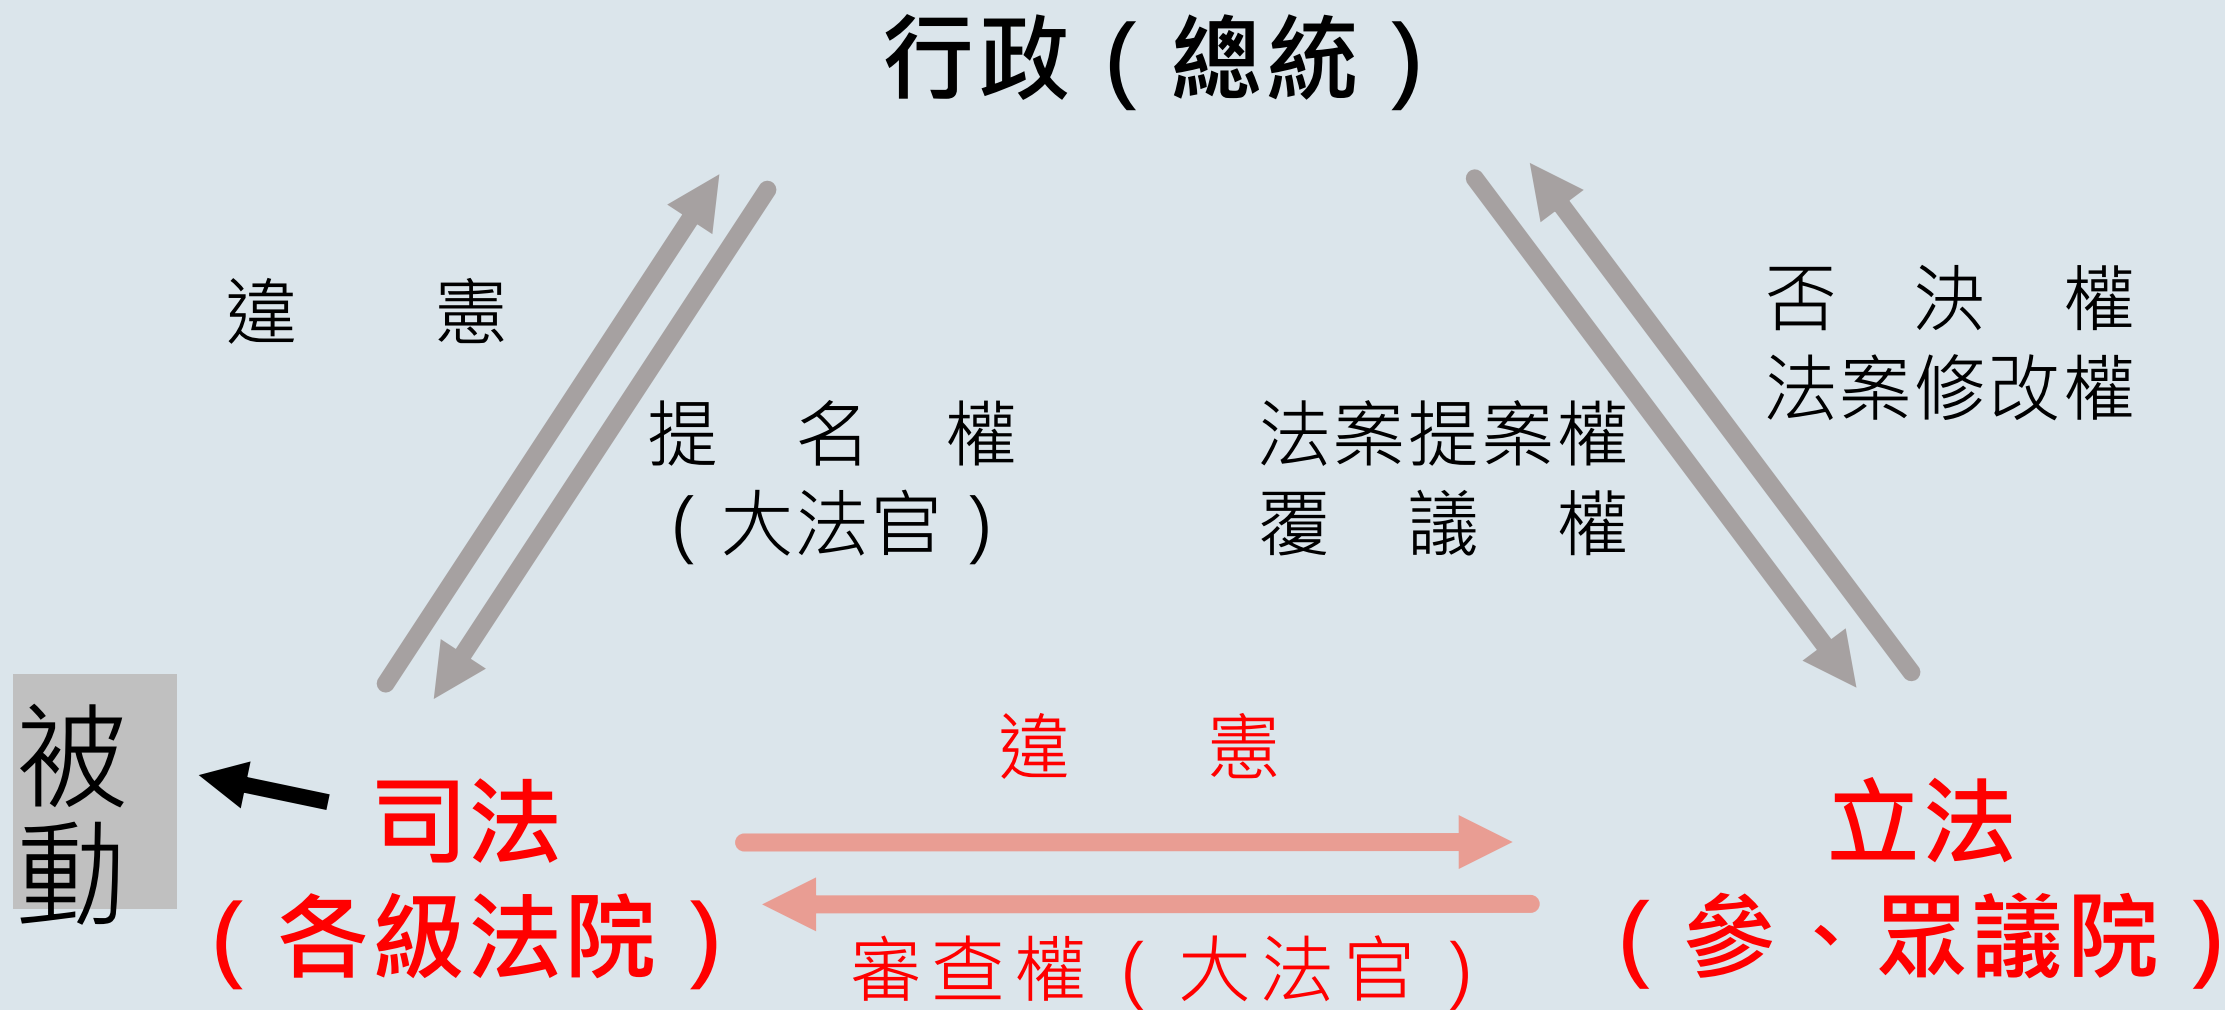 行政(總統)
違憲
提名權
(大法官)
法案提案權
覆議權
否決權
法案修改權
被
動
司法
(各級法院)
違憲
審查權(大法官)
立法
(參、眾議院)